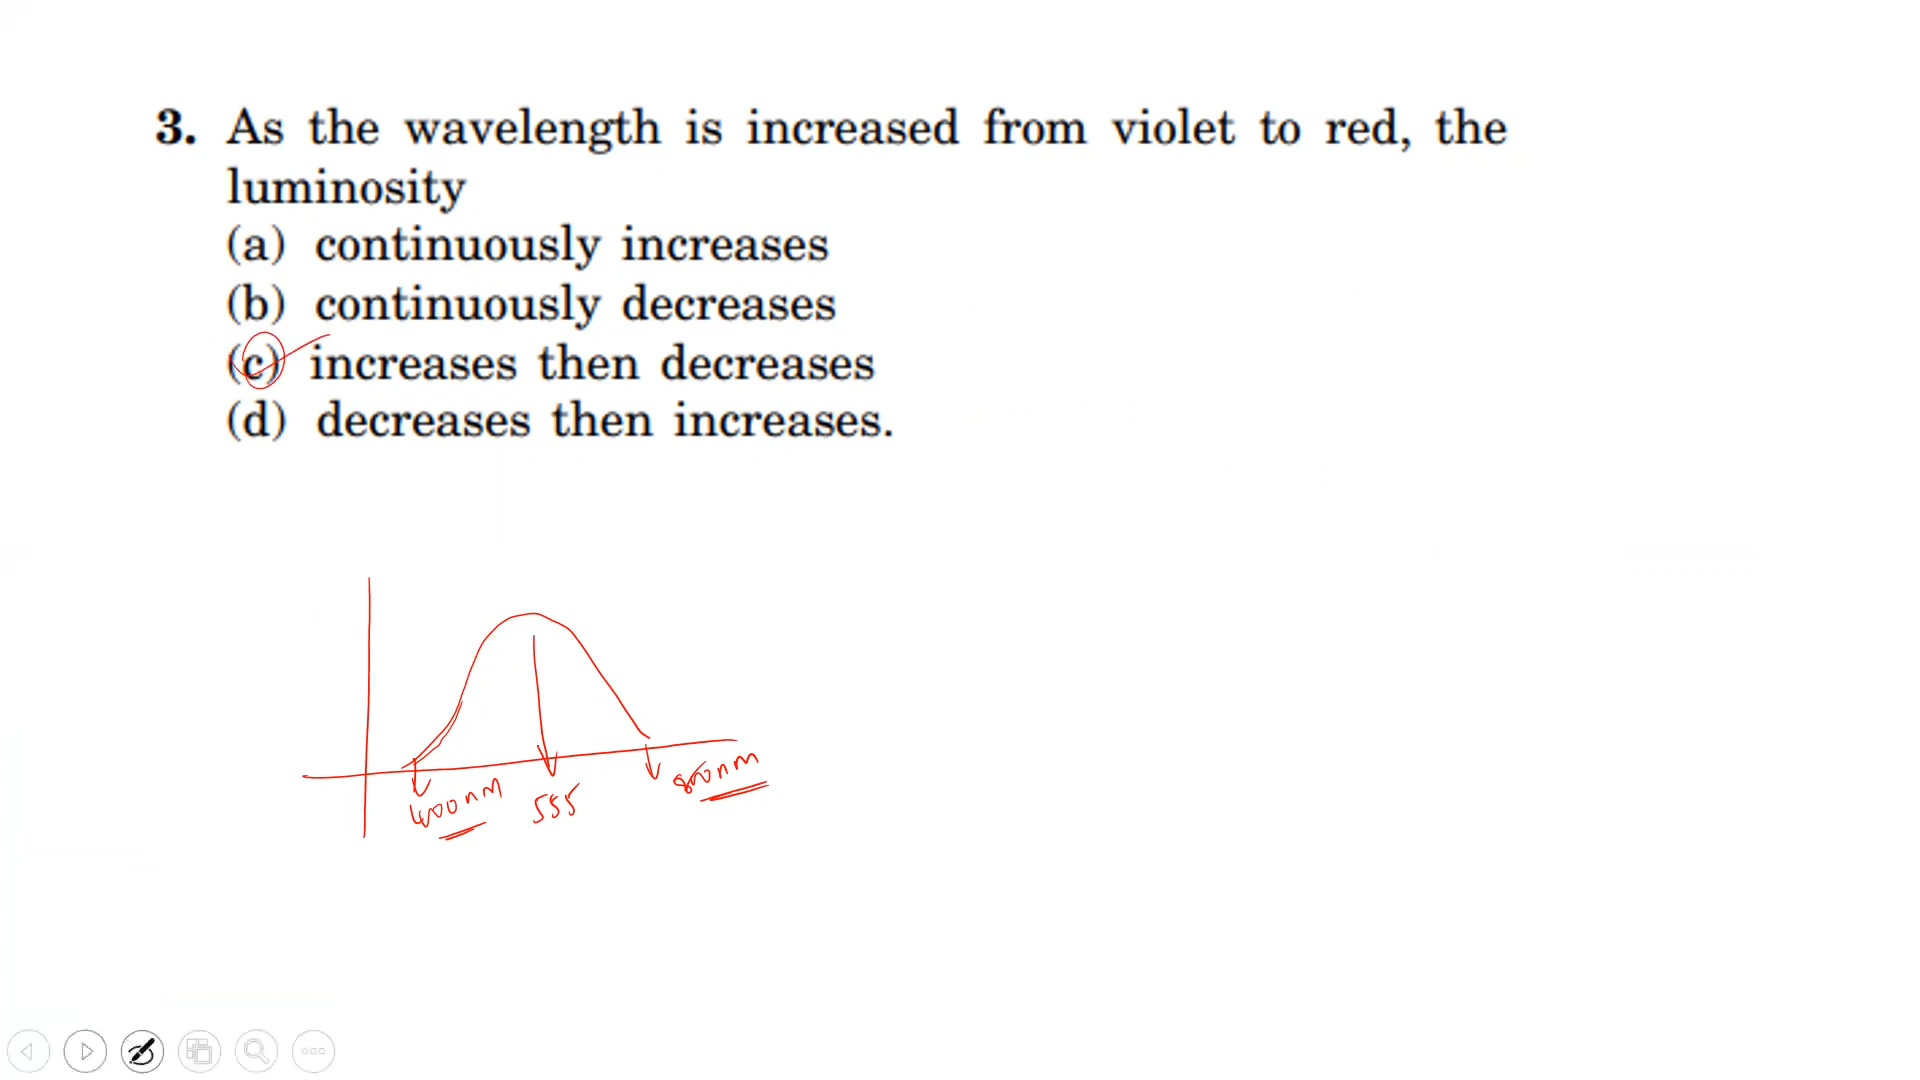 3. As the wavelength is increased from violet to red, the
luminosity
(a) continuously increases
(b) continuously decreases
(c) increases then decreases
(d) decreases then increases.
400nm 555 800nm